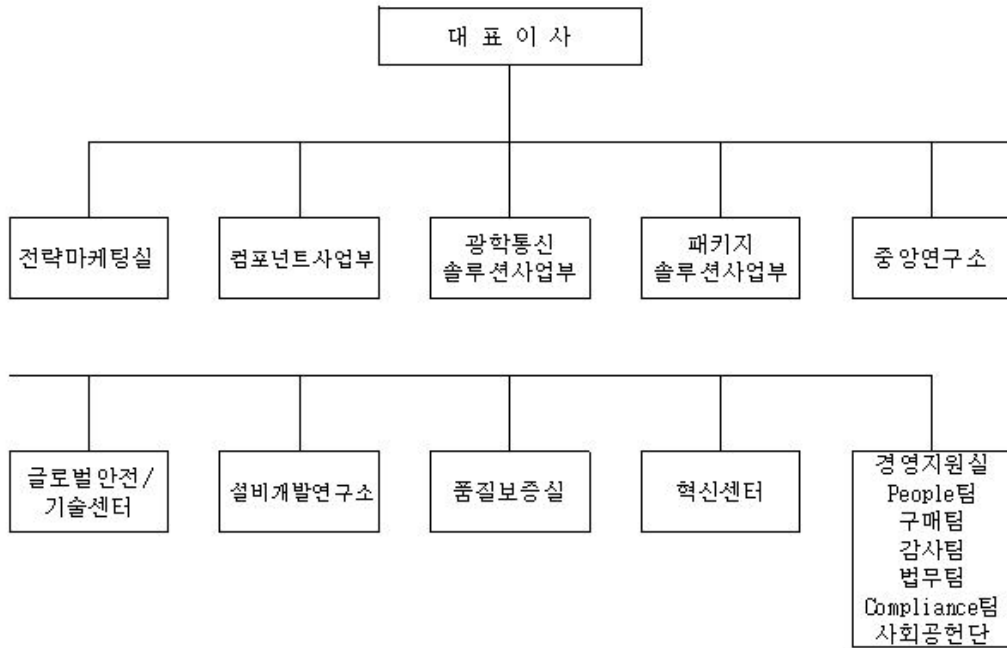 대 표 이 사
전략마케팅실
컴포넌트사업부
광학통신
솔루션사업부
패키지
솔루션사업부
중앙연구소
글로벌안전/
기술센터
설비개발연구소
품질보증실
혁신센터
경영지원실
People팀
구매팀
감사팀
법무팀
Compliance팀
사회공헌단